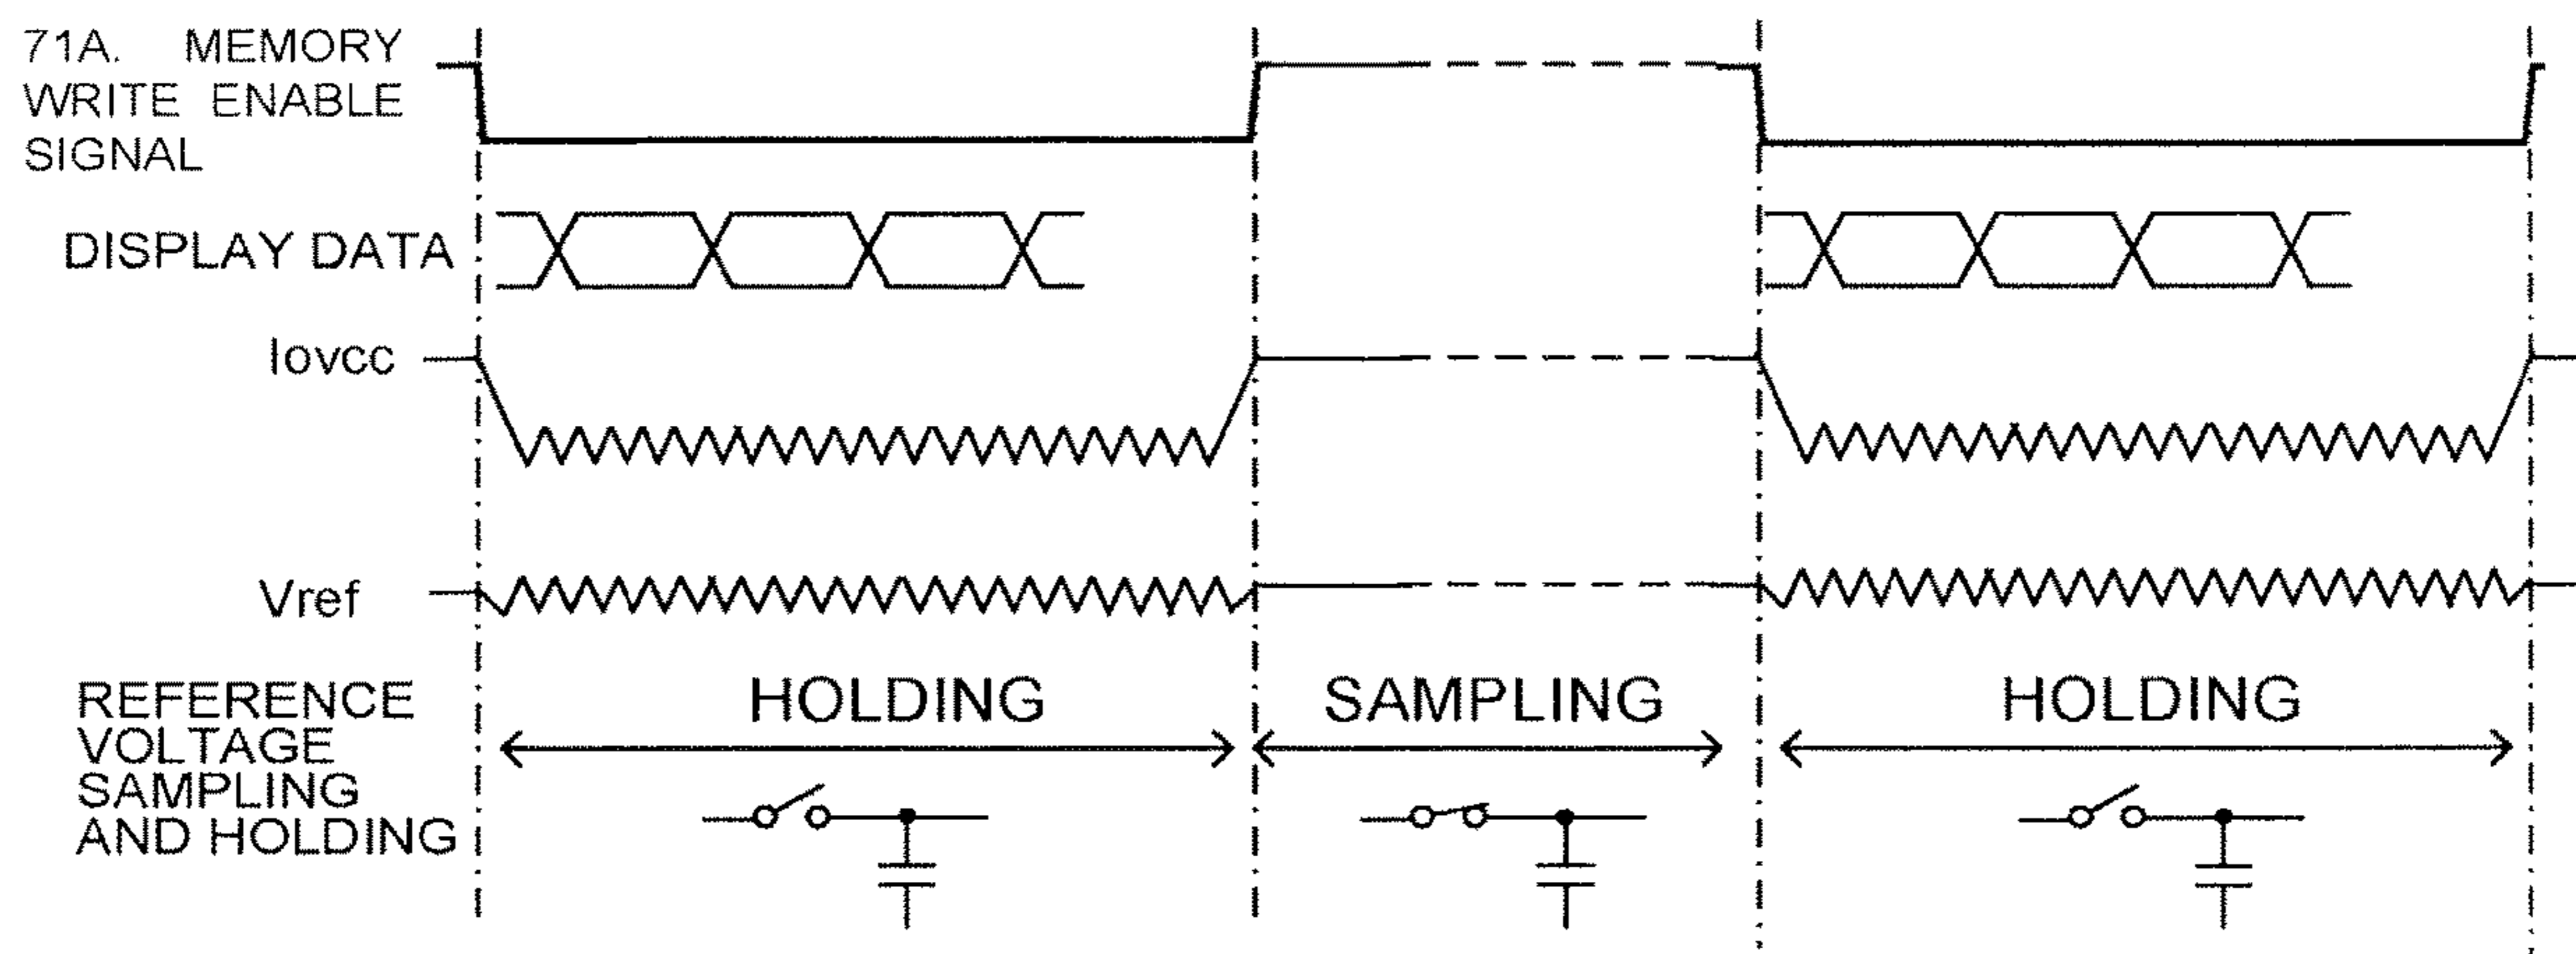 71A. MEMORY
WRITE ENABLE
SIGNAL
DISPLAY DATA
Iovcc
Vref
REFERENCE
VOLTAGE
SAMPLING
AND HOLDING
HOLDING
SAMPLING
HOLDING